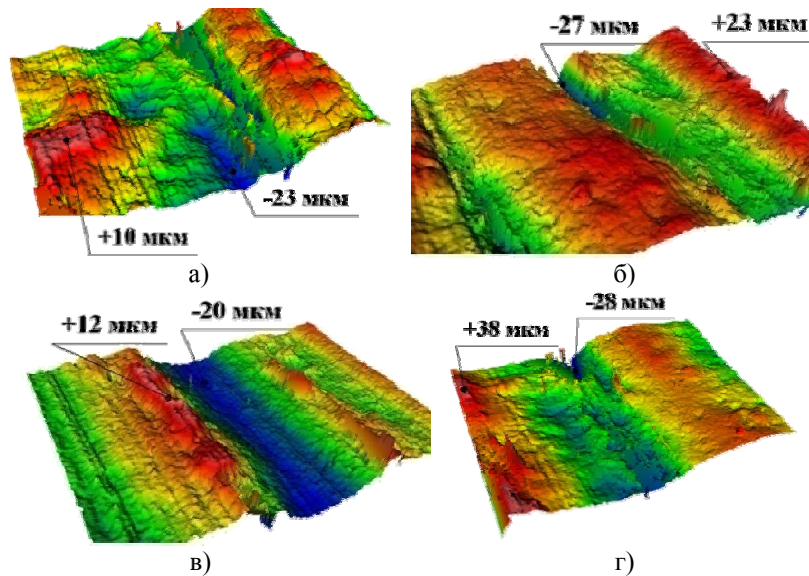 -27 мкм
+23 мкм
-23 мкм
+10 мкм
а)
б)
+12 мкм
-20 мкм
-28 мкм
+38 мкм
в)
г)